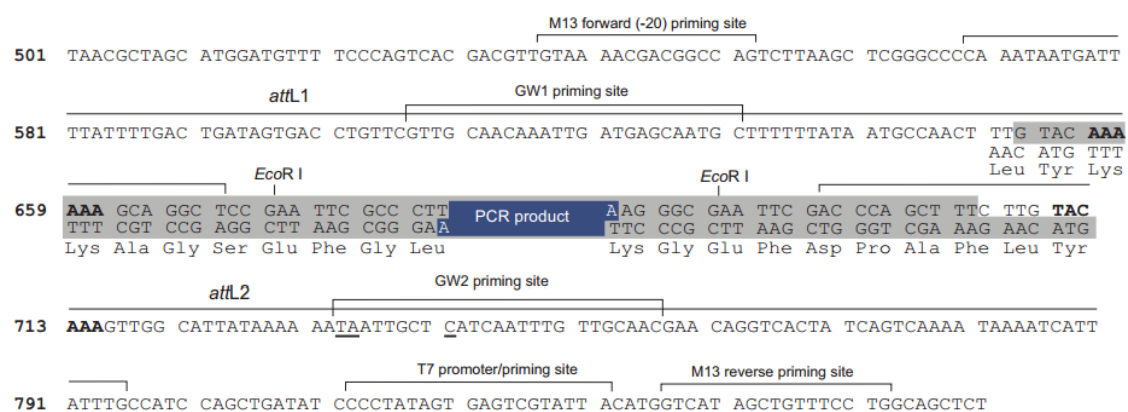 M13 forward (-20) priming site
501 TAACGCTAGC ATGGATGTTT TCCCAGTCAC GACGTTGTAA AACGACGGCCAGTCTTAAGC TCGGGCCCCA AATAATGATT
attL1 GW1 priming site
581 TTATTTTGAC TGATAGTGAC CTGTTCGTTG CAACAAATTG ATGAGCAATG CTTTTTTATA ATGCCAACT TTGTAC AAA
AAC ATG TTT
Leu Tyr Lys
EcoR I EcoR I
659 AAA GCA GGC TCC GAA TTC GCC CTT PCR product AAG GGC GAA TTC GAC CCA GCT TTC TTG TAC
TTT CGT CCG AGG CTT AAG CGG GAA TTC CCG CTT AAG CTG GGT CGA AAG AAC ATG
Lys Ala Gly Ser Glu Phe Gly Leu Lys Gly Glu Phe Asp Pro Ala Phe Leu Tyr
attL2 GW2 priming site
713 AAAGTTGG CATTATAAAA AATAATTGCT CATCAATTTG TTGCAACGAA CAGGTCACTA TCAGTCAAAA TAAAATCATT
T7 promoter/priming site M13 reverse priming site
791 ATTTGCCATC CAGCTGATAT CCCCTATAGT GAGTCGTATT ACATGGTCAT AGCTGTTTCC TGGCAGCTCT